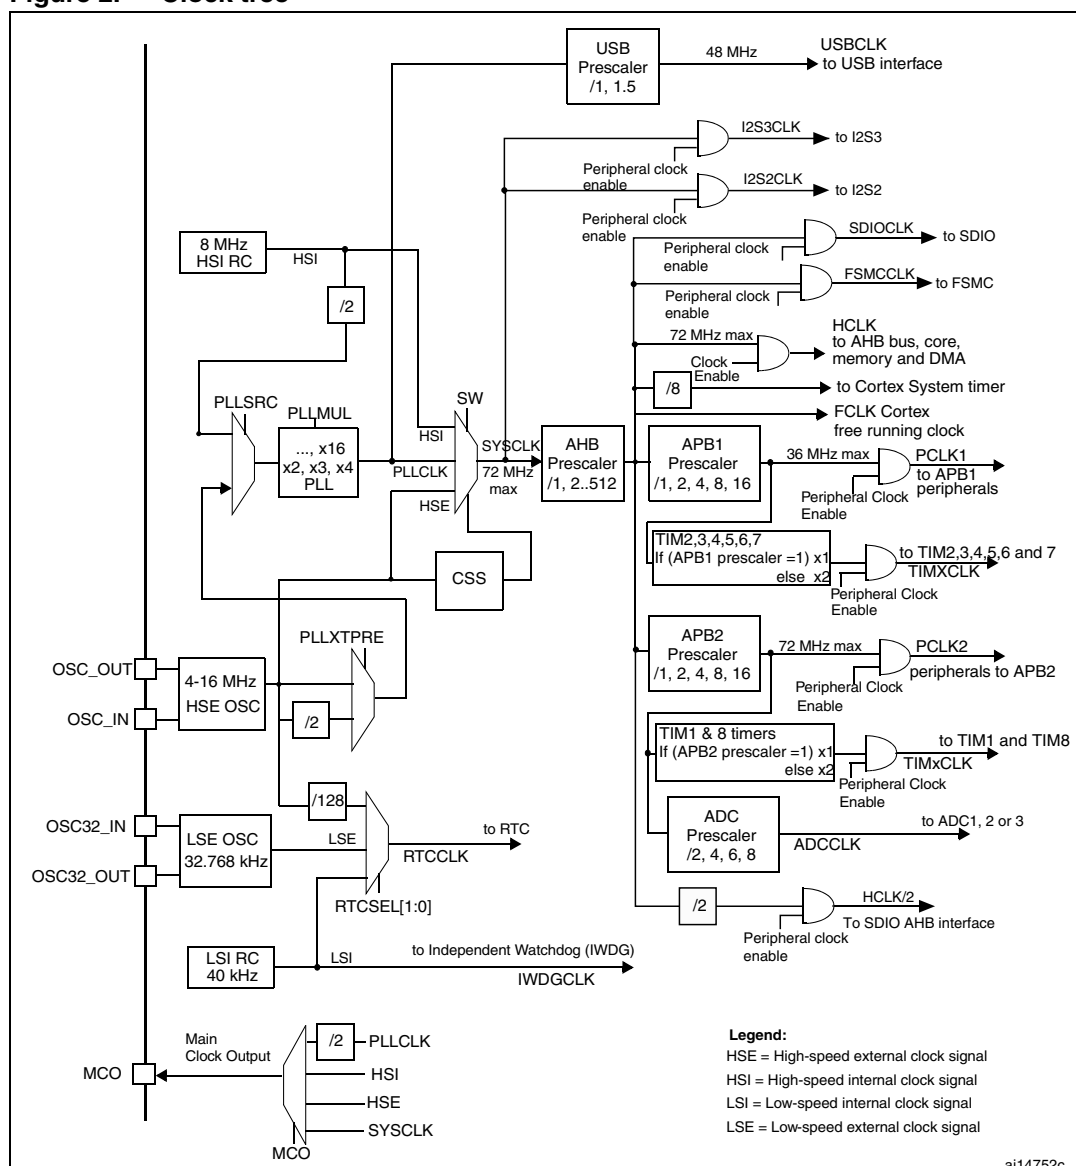 Figure 2. Clock tree
USB
Prescaler
/1, 1.5
48 MHz
USBCLK
to USB interface
I2S3CLK
to I2S3
Peripheral clock
enable
I2S2CLK
to I2S2
Peripheral clock
enable
SDIOCLK
to SDIO
Peripheral clock
enable
FSMCCLK
to FSMC
Peripheral clock
enable
8 MHz
HSI RC
HSI
/2
72 MHz max
HCLK
to AHB bus, core,
memory and DMA
Clock
Enable
/8
to Cortex System timer
FCLK Cortex
free running clock
PLLSRC
PLLMUL
..., x16
x2, x3, x4
PLL
SW
HSI
PLLCLK
HSE
SYSCLK
72 MHz
max
AHB
Prescaler
/1, 2..512
APB1
Prescaler
/1, 2, 4, 8, 16
36 MHz max
PCLK1
to APB1
peripherals
Peripheral Clock
Enable
TIM2,3,4,5,6,7
If (APB1 prescaler =1) x1
else x2
to TIM2,3,4,5,6 and 7
TIMXCLK
Peripheral Clock
Enable
CSS
PLLXTPRE
OSC_OUT
OSC_IN
4-16 MHz
HSE OSC
/2
APB2
Prescaler
/1, 2, 4, 8, 16
72 MHz max
PCLK2
peripherals to APB2
Peripheral Clock
Enable
TIM1 & 8 timers
If (APB2 prescaler =1) x1
else x2
to TIM1 and TIM8
TIMxCLK
Peripheral Clock
Enable
/128
OSC32_IN
OSC32_OUT
LSE OSC
32.768 kHz
LSE
to RTC
RTCCLK
RTCSEL[1:0]
ADC
Prescaler
/2, 4, 6, 8
to ADC1, 2 or 3
ADCCLK
/2
HCLK/2
To SDIO AHB interface
Peripheral clock
enable
LSI RC
40 kHz
LSI
to Independent Watchdog (IWDG)
IWDGCLK
MCO
Main
Clock Output
/2
PLLCLK
HSI
HSE
SYSCLK
MCO
Legend:
HSE = High-speed external clock signal
HSI = High-speed internal clock signal
LSI = Low-speed internal clock signal
LSE = Low-speed external clock signal
ai14752c